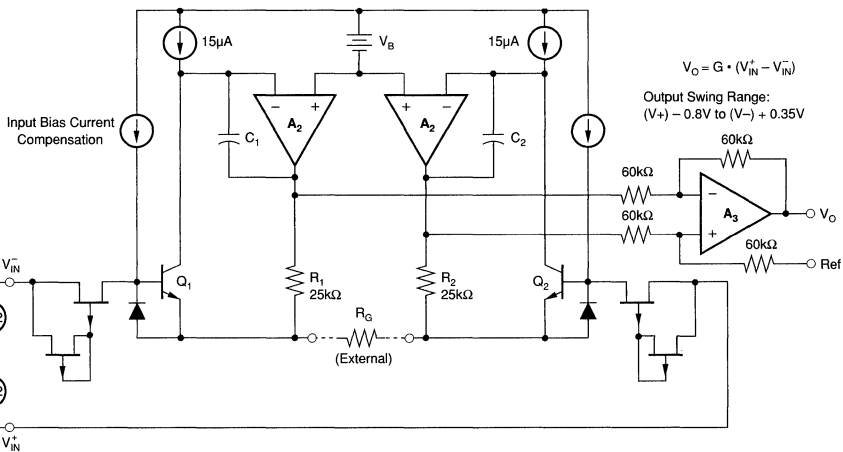 15µA
V_B
15µA
V_O = G • (V_IN^+ − V_IN^−)
Output Swing Range:
(V+) − 0.8V to (V−) + 0.35V
Input Bias Current
Compensation
− +
A_2
+ −
A_2
C_1
C_2
60kΩ
60kΩ
60kΩ
−
A_3
+
V_O
60kΩ
Ref
V_IN^−
Q_1
R_1
25kΩ
R_2
25kΩ
Q_2
R_G
(External)
V_IN^+